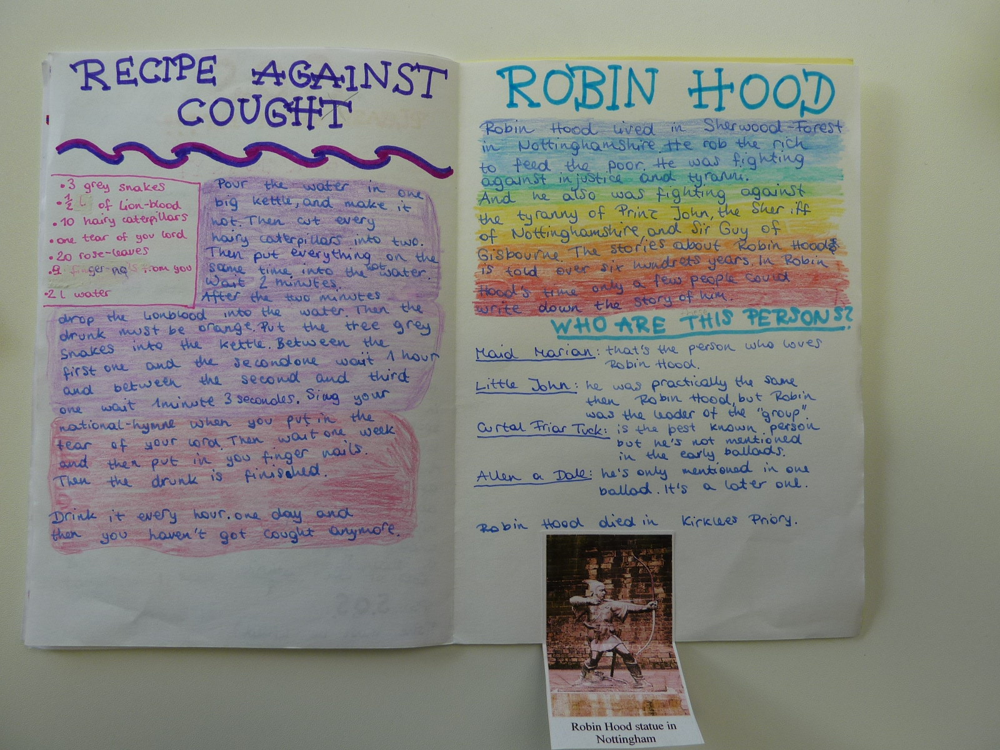 RECIPE AGAINST
COUGHT
• 3 grey snakes
• 1/2 L of Lion-blood
• 10 hairy caterpillars
• one tear of you lord
• 20 rose-leaves
• 9 from you
• 2 L water
Pour the water in one
big kettle, and make it
hot. Then cut every
hairy caterpillars into two.
Then put everything on the
same time, into the hot water.
Wait 2 minutes.
After the two minutes
drop the Lionblood into the water. Then the
drunk must be orange. Put the tree grey
snakes into the kettle. Between the
first one and the secondone wait 1 hour
and between the second and third
one wait 1minute 3 secondes. Sing your
national-hymne when you put in the
tear of your lord. Then wait one week
and then put in you finger nails.
Then the drunk is finisched.
Drink it every hour. one day and
then you haven't got cought anymore.
ROBIN HOOD
Robin Hood lived in Sherwood-Forest
in Nottinghamshire. He rob the rich
to feed the poor. He was fighting
against injustice and tyranni.
And he also was fighting against
the tyranny of Prinz John, the Sheriff
of Nottinghamshire, and Sir Guy of
Gisbourne. The stories about Robin Hood
is told over six hundrets years. In Robin
Hood's time only a few people could
write down the story of him.
WHO ARE THIS PERSONS?
Maid Marian: that's the person who loves
Robin Hood.
Little John: he was practically the same
then Robin Hood, but Robin
was the leader of the "group".
Curtal Friar Tuck: is the best known person
but he's not mentioned
in the early ballads.
Allen a Dale: he's only mentioned in one
ballad. It's a later one.
Robin Hood died in Kirklees Priory.
Robin Hood statue in
Nottingham